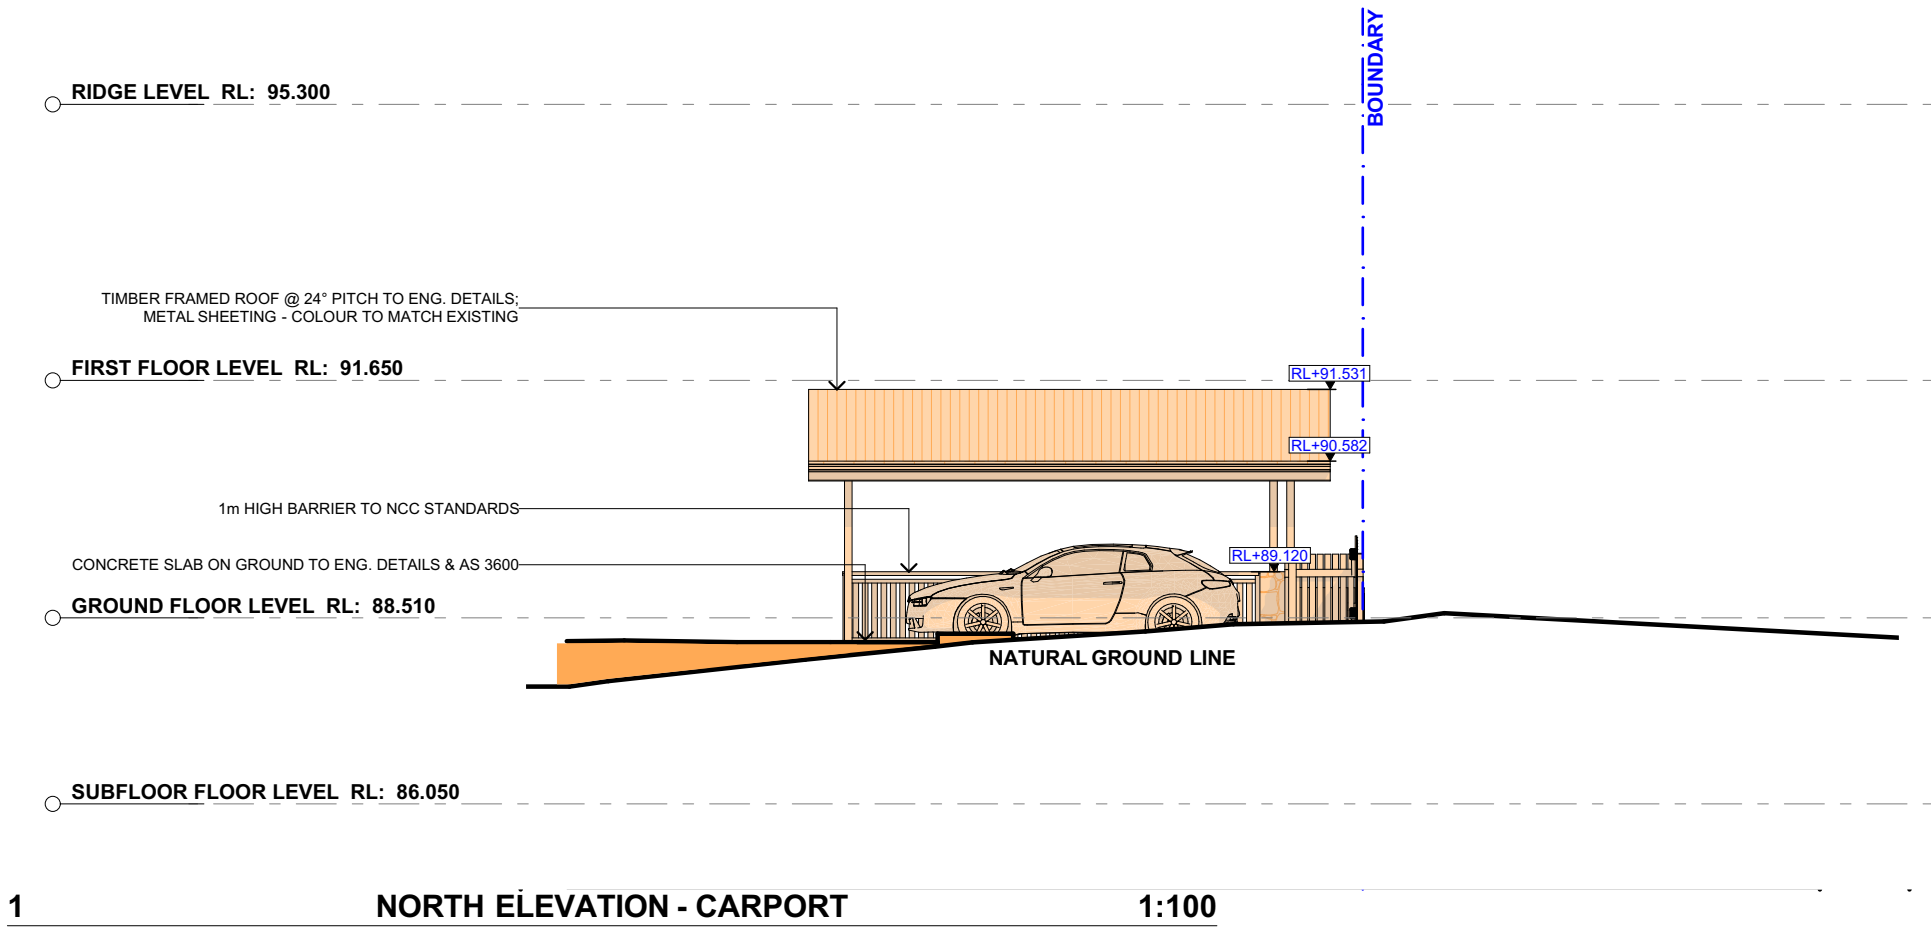 BOUNDARY
RIDGE LEVEL RL: 95.300
TIMBER FRAMED ROOF @ 24° PITCH TO ENG. DETAILS;
METAL SHEETING - COLOUR TO MATCH EXISTING
FIRST FLOOR LEVEL RL: 91.650
RL+91.531
RL+90.582
1m HIGH BARRIER TO NCC STANDARDS
RL+89.120
CONCRETE SLAB ON GROUND TO ENG. DETAILS & AS 3600
GROUND FLOOR LEVEL RL: 88.510
NATURAL GROUND LINE
SUBFLOOR FLOOR LEVEL RL: 86.050
1 NORTH ELEVATION - CARPORT 1:100